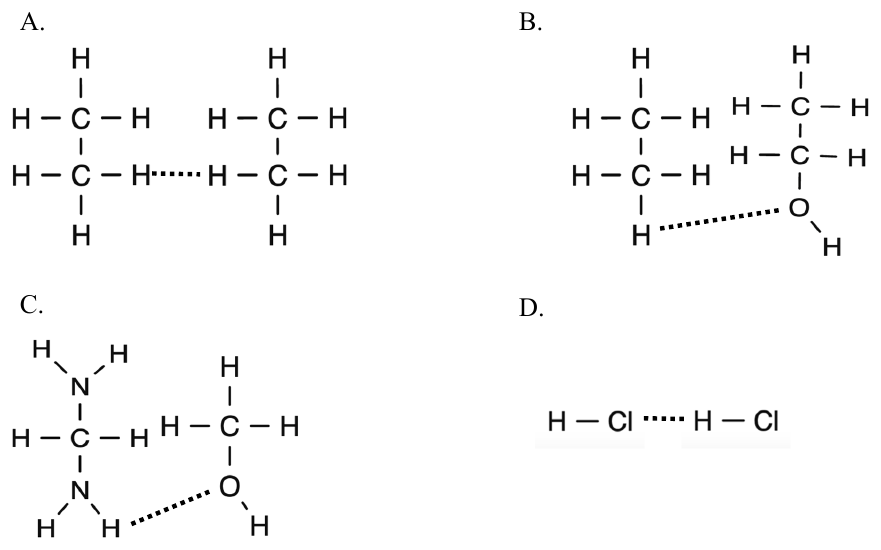 A.
H H
H – C – H H – C – H
H – C – H H – C – H
H H
B.
H H
H – C – H H – C – H
H – C – H H – C – H
H O
H
C.
H H H
N
H – C – H H – C – H
N O
H H H
D.
H – Cl H – Cl